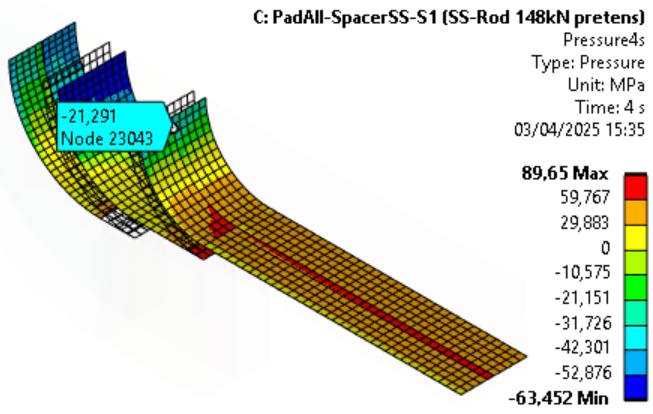 C: PadAll-SpacerSS-S1 (SS-Rod 148kN pretens)
Pressure4s
Type: Pressure
Unit: MPa
Time: 4 s
03/04/2025 15:35
-21,291
Node 23043
89,65 Max
59,767
29,883
0
-10,575
-21,151
-31,726
-42,301
-52,876
-63,452 Min